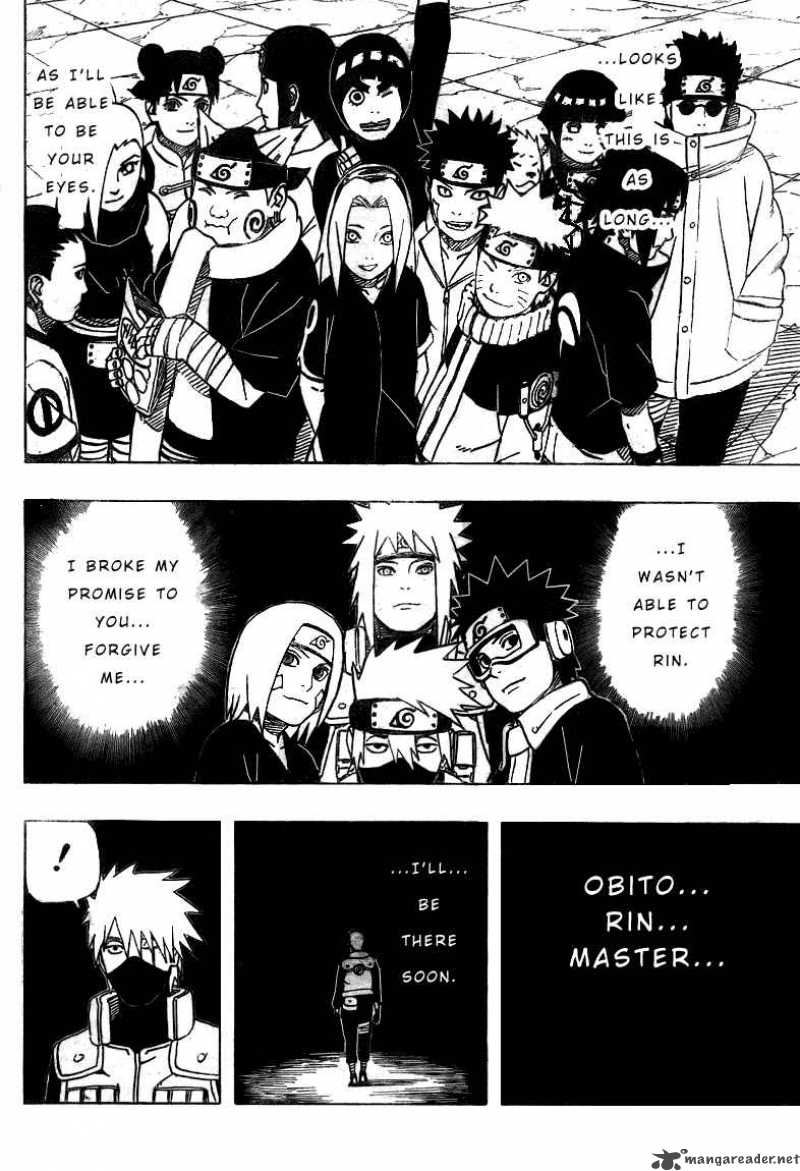 ...LOOKS
LIKE
THIS IS
AS
LONG...
AS I'LL
BE ABLE
TO BE
YOUR
EYES.
...I
WASN'T
ABLE TO
PROTECT
RIN.
I BROKE MY
PROMISE TO
YOU...
FORGIVE
ME...
OBITO...
RIN...
MASTER...
...I'LL...
BE
THERE
SOON.
!
mangareader.net